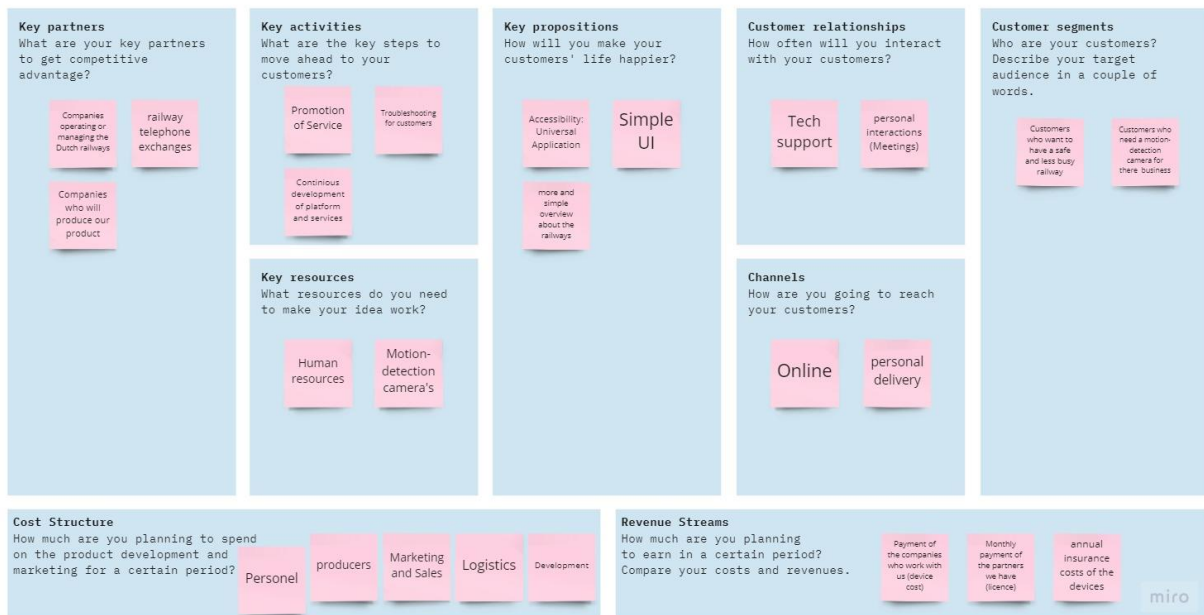 Key partners
What are your key partners
to get competitive
advantage?
Companies
operating or
managing the
Dutch railways
railway
telephone
exchanges
Companies
who will
produce our
product
Key activities
What are the key steps to
move ahead to your
customers?
Promotion
of Service
Troubleshooting
for customers
Continious
development
of platform
and services
Key resources
What resources do you need
to make your idea work?
Human
resources
Motion-
detection
camera's
Key propositions
How will you make your
customers' life happier?
Accessibility:
Universal
Application
Simple
UI
more and
simple
overview
about the
railways
Customer relationships
How often will you interact
with your customers?
Tech
support
personal
interactions
(Meetings)
Channels
How are you going to reach
your customers?
Online
personal
delivery
Customer segments
Who are your customers?
Describe your target
audience in a couple of
words.
Customers
who want to
have a safe
and less busy
railway
Customers who
need a motion-
detection
camera for
there business
Cost Structure
How much are you planning to spend
on the product development and
marketing for a certain period?
Personel
producers
Marketing
and Sales
Logistics
Development
Revenue Streams
How much are you planning
to earn in a certain period?
Compare your costs and revenues.
Payment of
the companies
who work with
us (device
cost)
Monthly
payment of
the partners
we have
(licence)
annual
insurance
costs of the
devices
miro